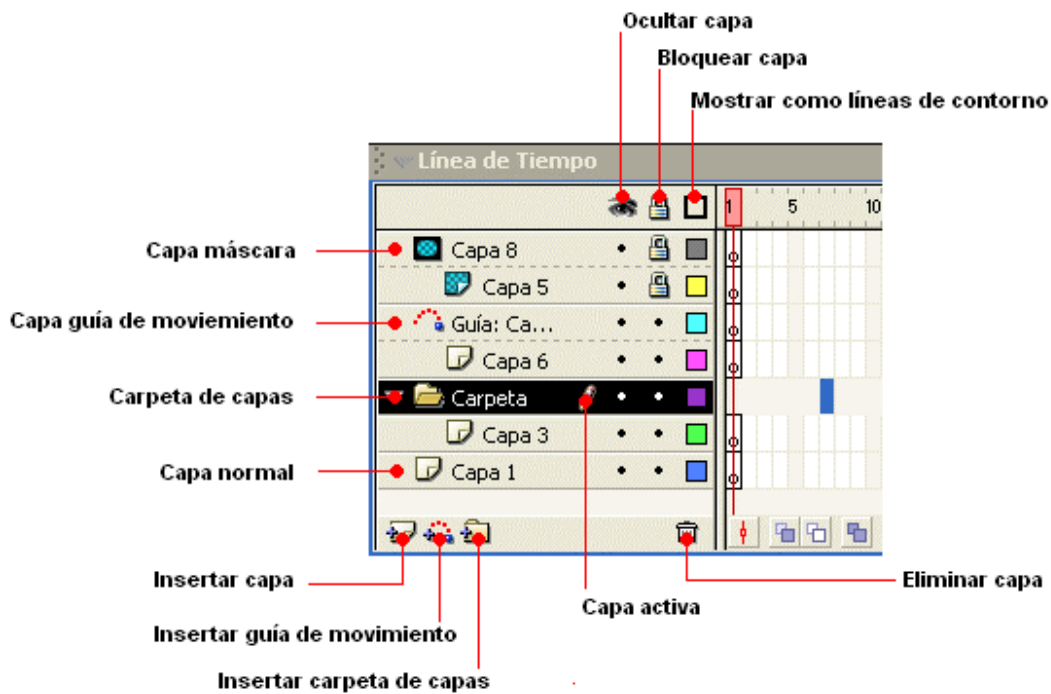 Ocultar capa
Bloquear capa
Mostrar como líneas de contorno
Línea de Tiempo
1 5 10
Capa máscara
Capa 8
Capa 5
Capa guía de moviemiento
Guía: Ca...
Capa 6
Carpeta de capas
Carpeta
Capa 3
Capa normal
Capa 1
Insertar capa
Eliminar capa
Capa activa
Insertar guía de movimiento
Insertar carpeta de capas